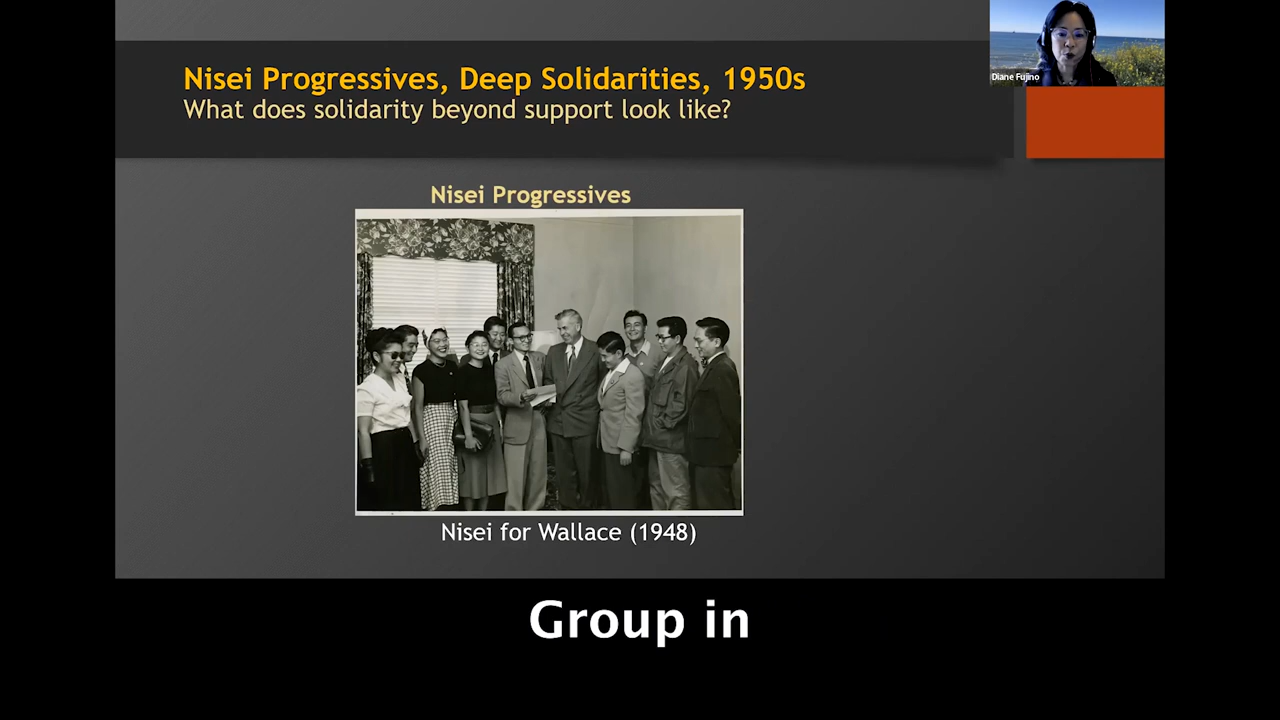 Nisei Progressives, Deep Solidarities, 1950s
What does solidarity beyond support look like?
Diane Fujino
Nisei Progressives
Nisei for Wallace (1948)
Group in